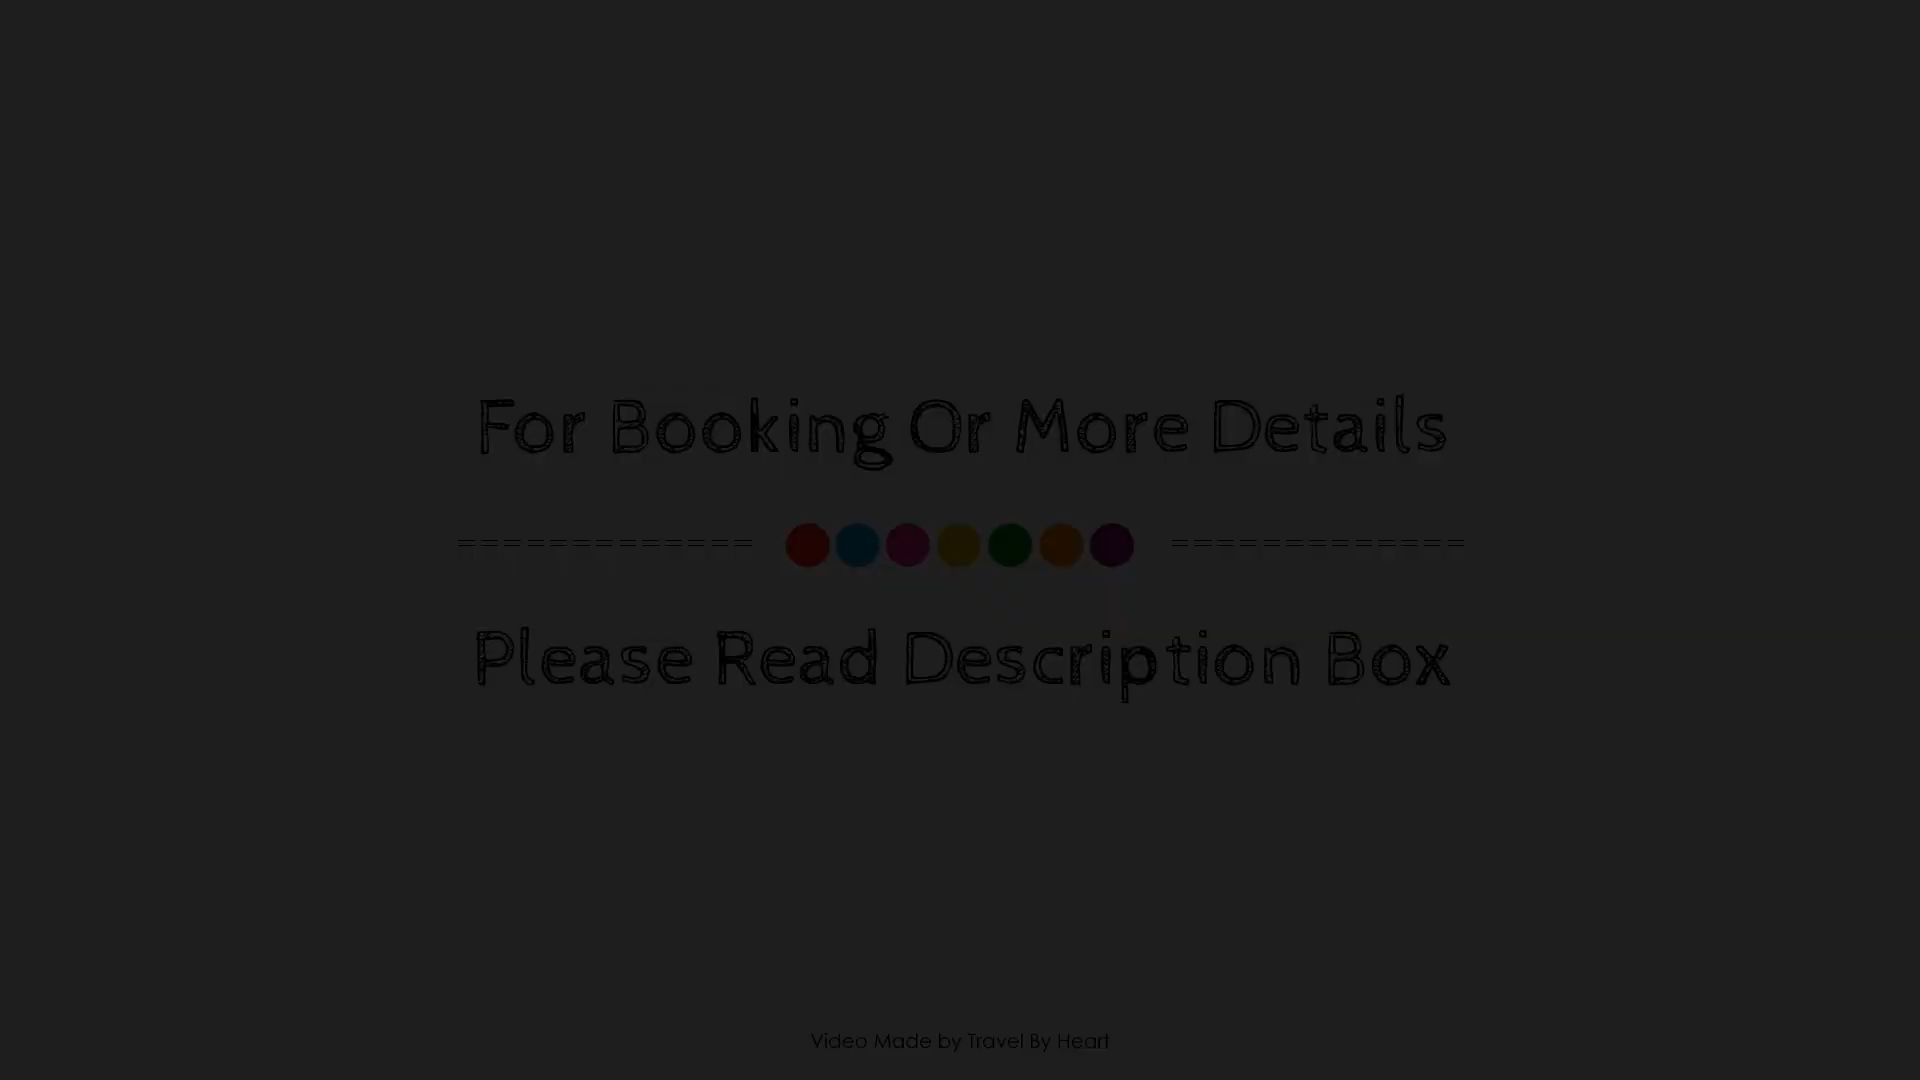 For Booking Or More Details
============= =============
Please Read Description Box
Video Made by Travel By Heart